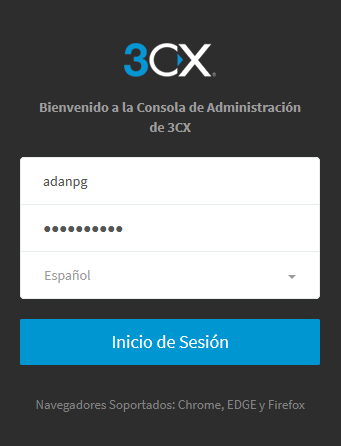 3CX®
Bienvenido a la Consola de Administración
de 3CX
adanpg
••••••••••
Español
Inicio de Sesión
Navegadores Soportados: Chrome, EDGE y Firefox